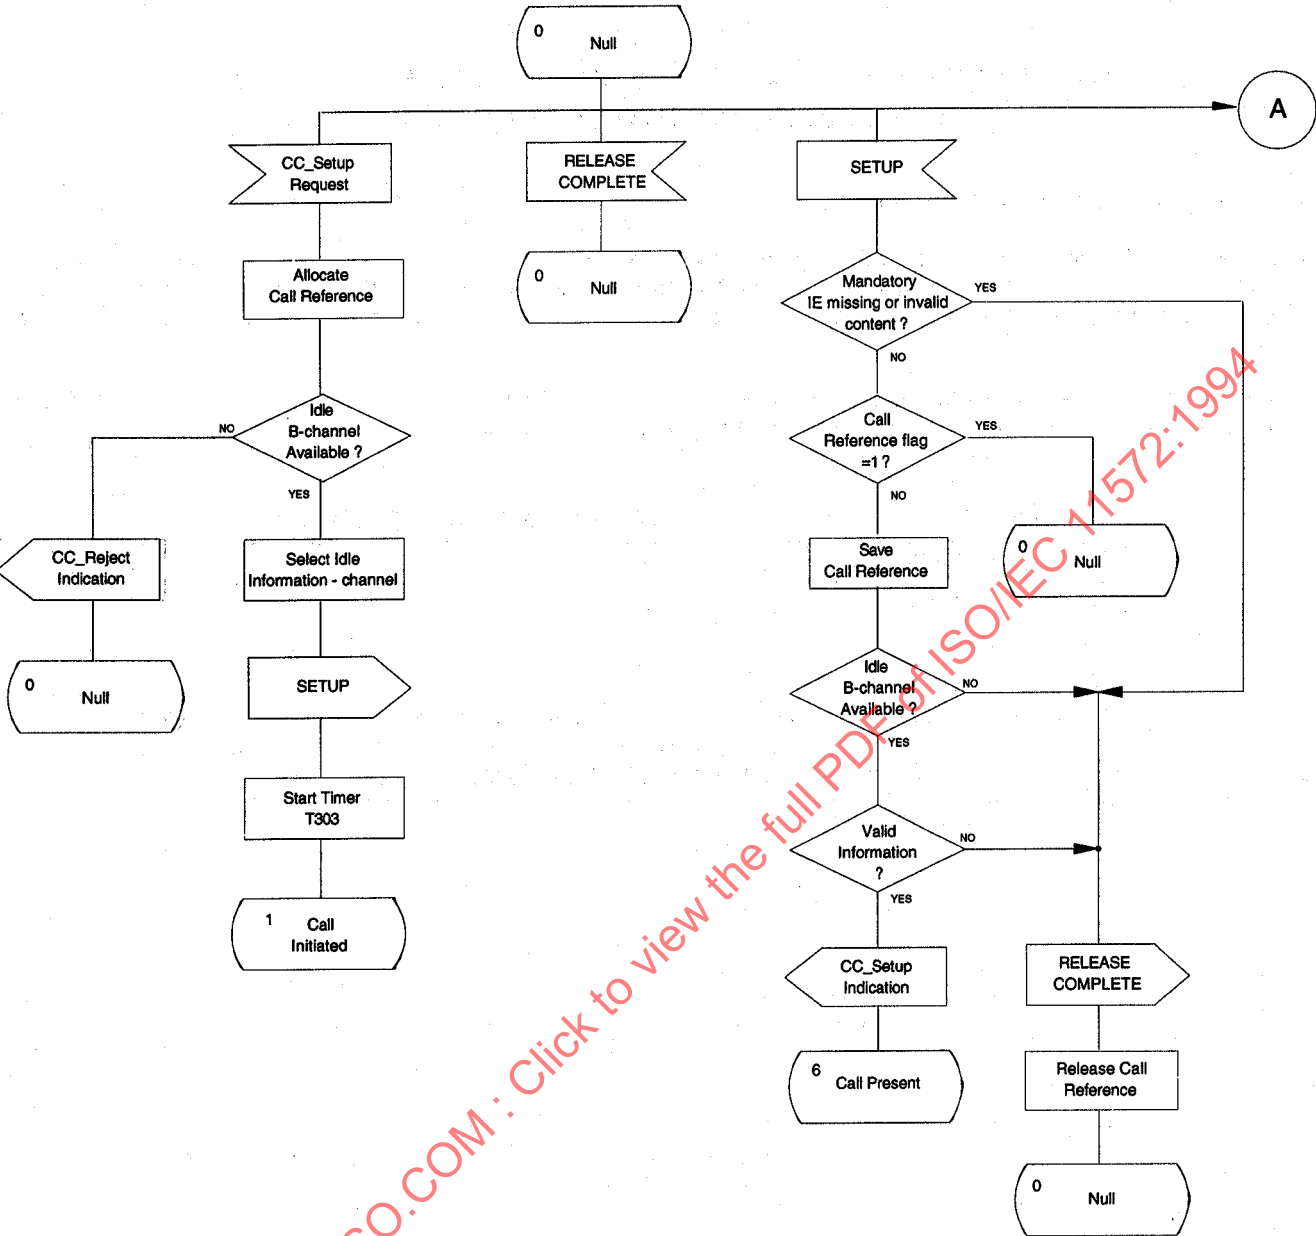 0
Null
A
CC_Setup
Request
RELEASE
COMPLETE
SETUP
Allocate
Call Reference
0
Null
Mandatory
IE missing or invalid
content ?
YES
NO
Idle
B-channel
Available ?
NO
YES
Call
Reference flag
=1 ?
YES
NO
CC_Reject
Indication
Select Idle
Information - channel
Save
Call Reference
0
Null
0
Null
SETUP
Idle
B-channel
Available ?
NO
YES
Start Timer
T303
Valid
Information
?
NO
YES
1
Call
Initiated
CC_Setup
Indication
RELEASE
COMPLETE
6
Call Present
Release Call
Reference
0
Null
SO.COM : Click to view the full PDF of ISO/IEC 11572:1994